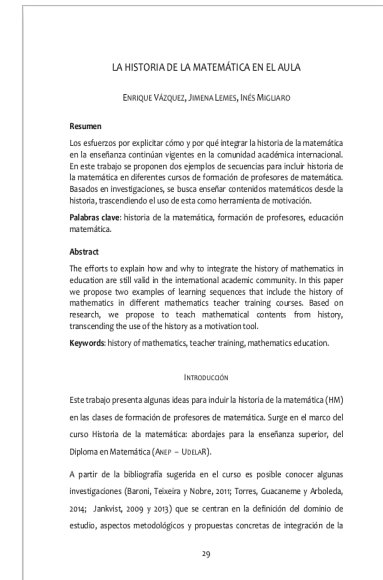 LA HISTORIA DE LA MATEMÁTICA EN EL AULA
ENRIQUE VÁZQUEZ, JIMENA LEMES, INÉS MIGLIARO
Resumen
Los esfuerzos por explicitar cómo y por qué integrar la historia de la matemática
en la enseñanza continúan vigentes en la comunidad académica internacional.
En este trabajo se proponen dos ejemplos de secuencias para incluir historia de
la matemática en diferentes cursos de formación de profesores de matemática.
Basados en investigaciones, se busca enseñar contenidos matemáticos desde la
historia, trascendiendo el uso de esta como herramienta de motivación.
Palabras clave: historia de la matemática, formación de profesores, educación
matemática.
Abstract
The efforts to explain how and why to integrate the history of mathematics in
education are still valid in the international academic community. In this paper
we propose two examples of learning sequences that include the history of
mathematics in different mathematics teacher training courses. Based on
research, we propose to teach mathematical contents from history,
transcending the use of the history as a motivation tool.
Keywords: history of mathematics, teacher training, mathematics education.
INTRODUCCIÓN
Este trabajo presenta algunas ideas para incluir la historia de la matemática (HM)
en las clases de formación de profesores de matemática. Surge en el marco del
curso Historia de la matemática: abordajes para la enseñanza superior, del
Diploma en Matemática (ANEP – UDELAR).
A partir de la bibliografía sugerida en el curso es posible conocer algunas
investigaciones (Baroni, Teixeira y Nobre, 2011; Torres, Guacaneme y Arboleda,
2014; Jankvist, 2009 y 2013) que se centran en la definición del dominio de
estudio, aspectos metodológicos y propuestas concretas de integración de la
29